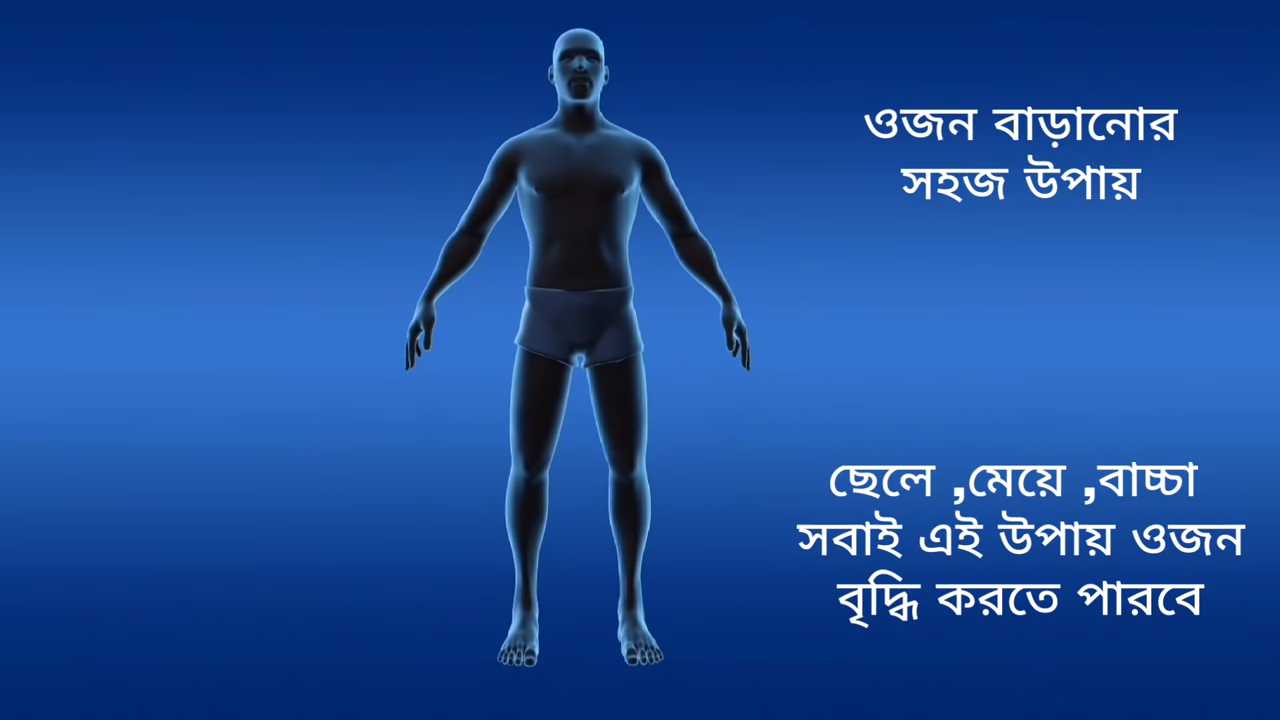 ওজন বাড়ানোর
সহজ উপায়
ছেলে ,মেয়ে ,বাচ্চা
সবাই এই উপায় ওজন
বৃদ্ধি করতে পারবে